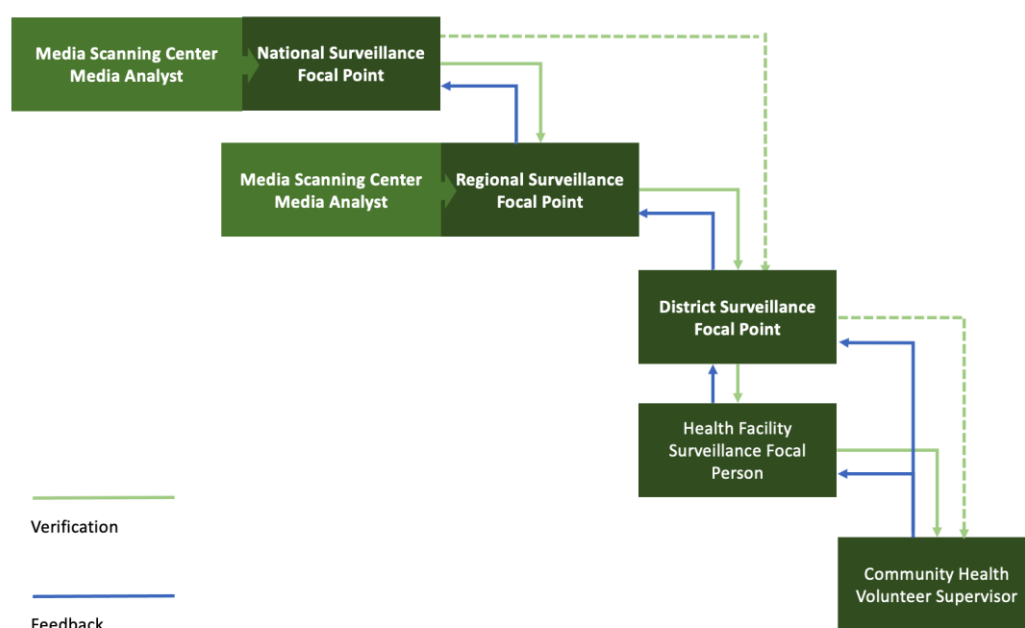 Media Scanning Center
Media Analyst
National Surveillance
Focal Point
Media Scanning Center
Media Analyst
Regional Surveillance
Focal Point
District Surveillance
Focal Point
Health Facility
Surveillance Focal
Person
Community Health
Volunteer Supervisor
Verification
Feedback